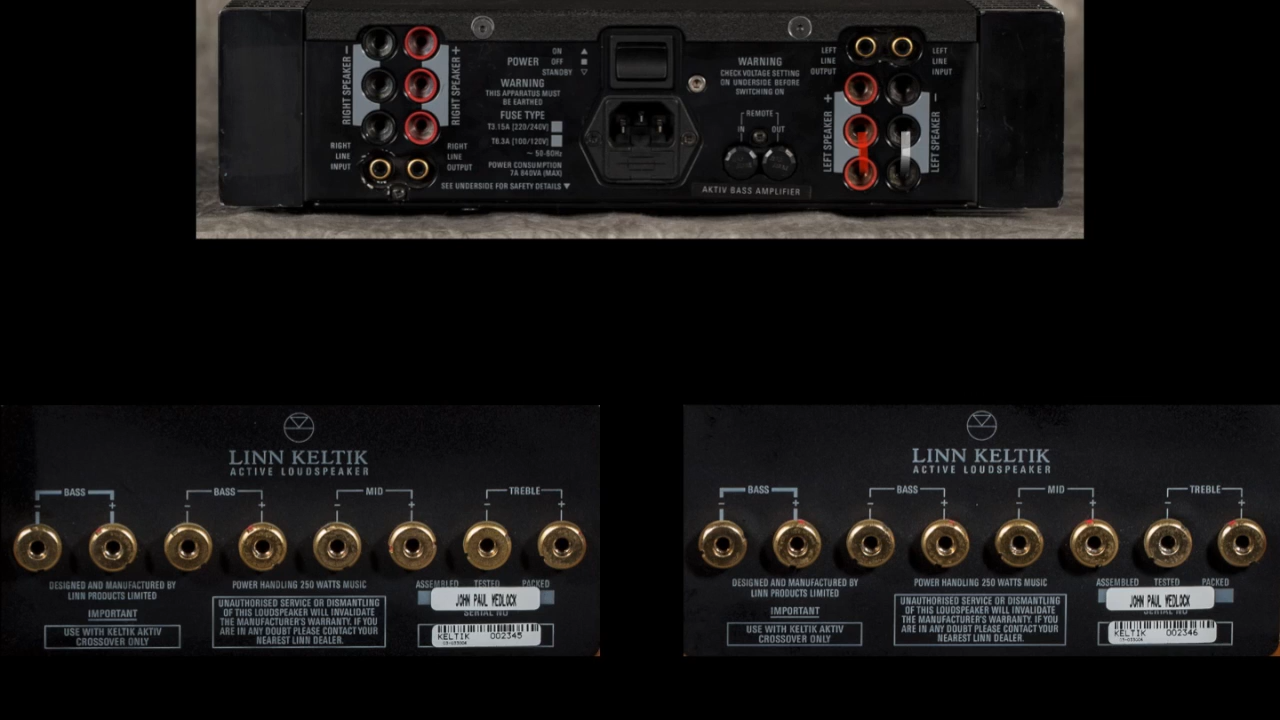 RIGHT SPEAKER
−
+
RIGHT SPEAKER
RIGHT
LINE
INPUT
RIGHT
LINE
OUTPUT
POWER
ON
OFF
STANDBY
WARNING
THIS APPARATUS MUST
BE EARTHED
FUSE TYPE
T3.15A [220/240V]
T6.3A [100/120V]
~ 50-60Hz
POWER CONSUMPTION
7A 840VA (MAX)
SEE UNDERSIDE FOR SAFETY DETAILS
WARNING
CHECK VOLTAGE SETTING
ON UNDERSIDE BEFORE
SWITCHING ON
REMOTE
IN OUT
AKTIV BASS AMPLIFIER
LEFT
LINE
OUTPUT
LEFT
LINE
INPUT
+
LEFT SPEAKER
−
LEFT SPEAKER
LINN KELTIK
ACTIVE LOUDSPEAKER
BASS BASS MID TREBLE
− + − + − + − +
DESIGNED AND MANUFACTURED BY
LINN PRODUCTS LIMITED
IMPORTANT
USE WITH KELTIK AKTIV
CROSSOVER ONLY
POWER HANDLING 250 WATTS MUSIC
UNAUTHORISED SERVICE OR DISMANTLING
OF THIS LOUDSPEAKER WILL INVALIDATE
THE MANUFACTURER'S WARRANTY. IF YOU
ARE IN ANY DOUBT PLEASE CONTACT YOUR
NEAREST LINN DEALER.
ASSEMBLED TESTED PACKED
JOHN PAUL WEDLOCK
SERIAL NO
KELTIK 002345
LINN KELTIK
ACTIVE LOUDSPEAKER
BASS BASS MID TREBLE
− + − + − + − +
DESIGNED AND MANUFACTURED BY
LINN PRODUCTS LIMITED
IMPORTANT
USE WITH KELTIK AKTIV
CROSSOVER ONLY
POWER HANDLING 250 WATTS MUSIC
UNAUTHORISED SERVICE OR DISMANTLING
OF THIS LOUDSPEAKER WILL INVALIDATE
THE MANUFACTURER'S WARRANTY. IF YOU
ARE IN ANY DOUBT PLEASE CONTACT YOUR
NEAREST LINN DEALER.
ASSEMBLED TESTED PACKED
JOHN PAUL WEDLOCK
SERIAL NO
KELTIK 002346